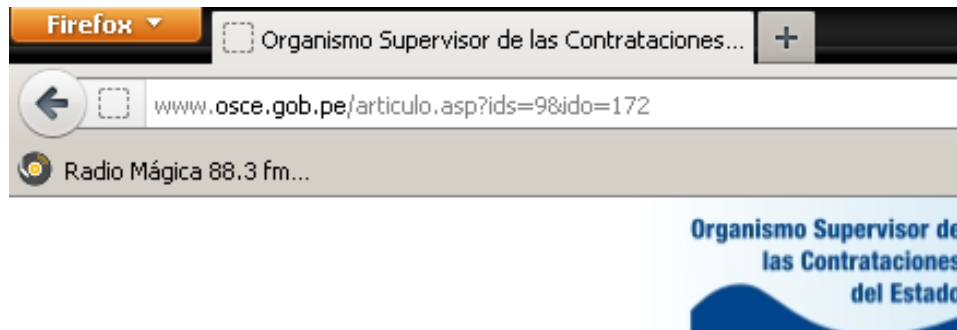 Firefox
Organismo Supervisor de las Contrataciones...
www.osce.gob.pe/articulo.asp?ids=9&ido=172
Radio Mágica 88.3 fm...
Organismo Supervisor de
las Contrataciones
del Estado